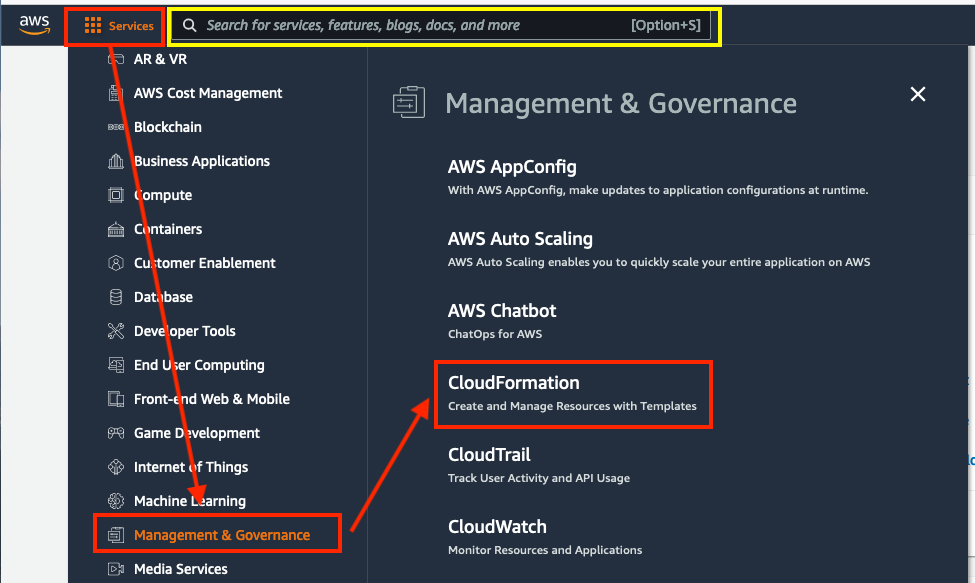 aws
Services
Search for services, features, blogs, docs, and more [Option+S]
AR & VR
AWS Cost Management
Blockchain
Business Applications
Compute
Containers
Customer Enablement
Database
Developer Tools
End User Computing
Front-end Web & Mobile
Game Development
Internet of Things
Machine Learning
Management & Governance
Media Services
Management & Governance
AWS AppConfig
With AWS AppConfig, make updates to application configurations at runtime.
AWS Auto Scaling
AWS Auto Scaling enables you to quickly scale your entire application on AWS
AWS Chatbot
ChatOps for AWS
CloudFormation
Create and Manage Resources with Templates
CloudTrail
Track User Activity and API Usage
CloudWatch
Monitor Resources and Applications